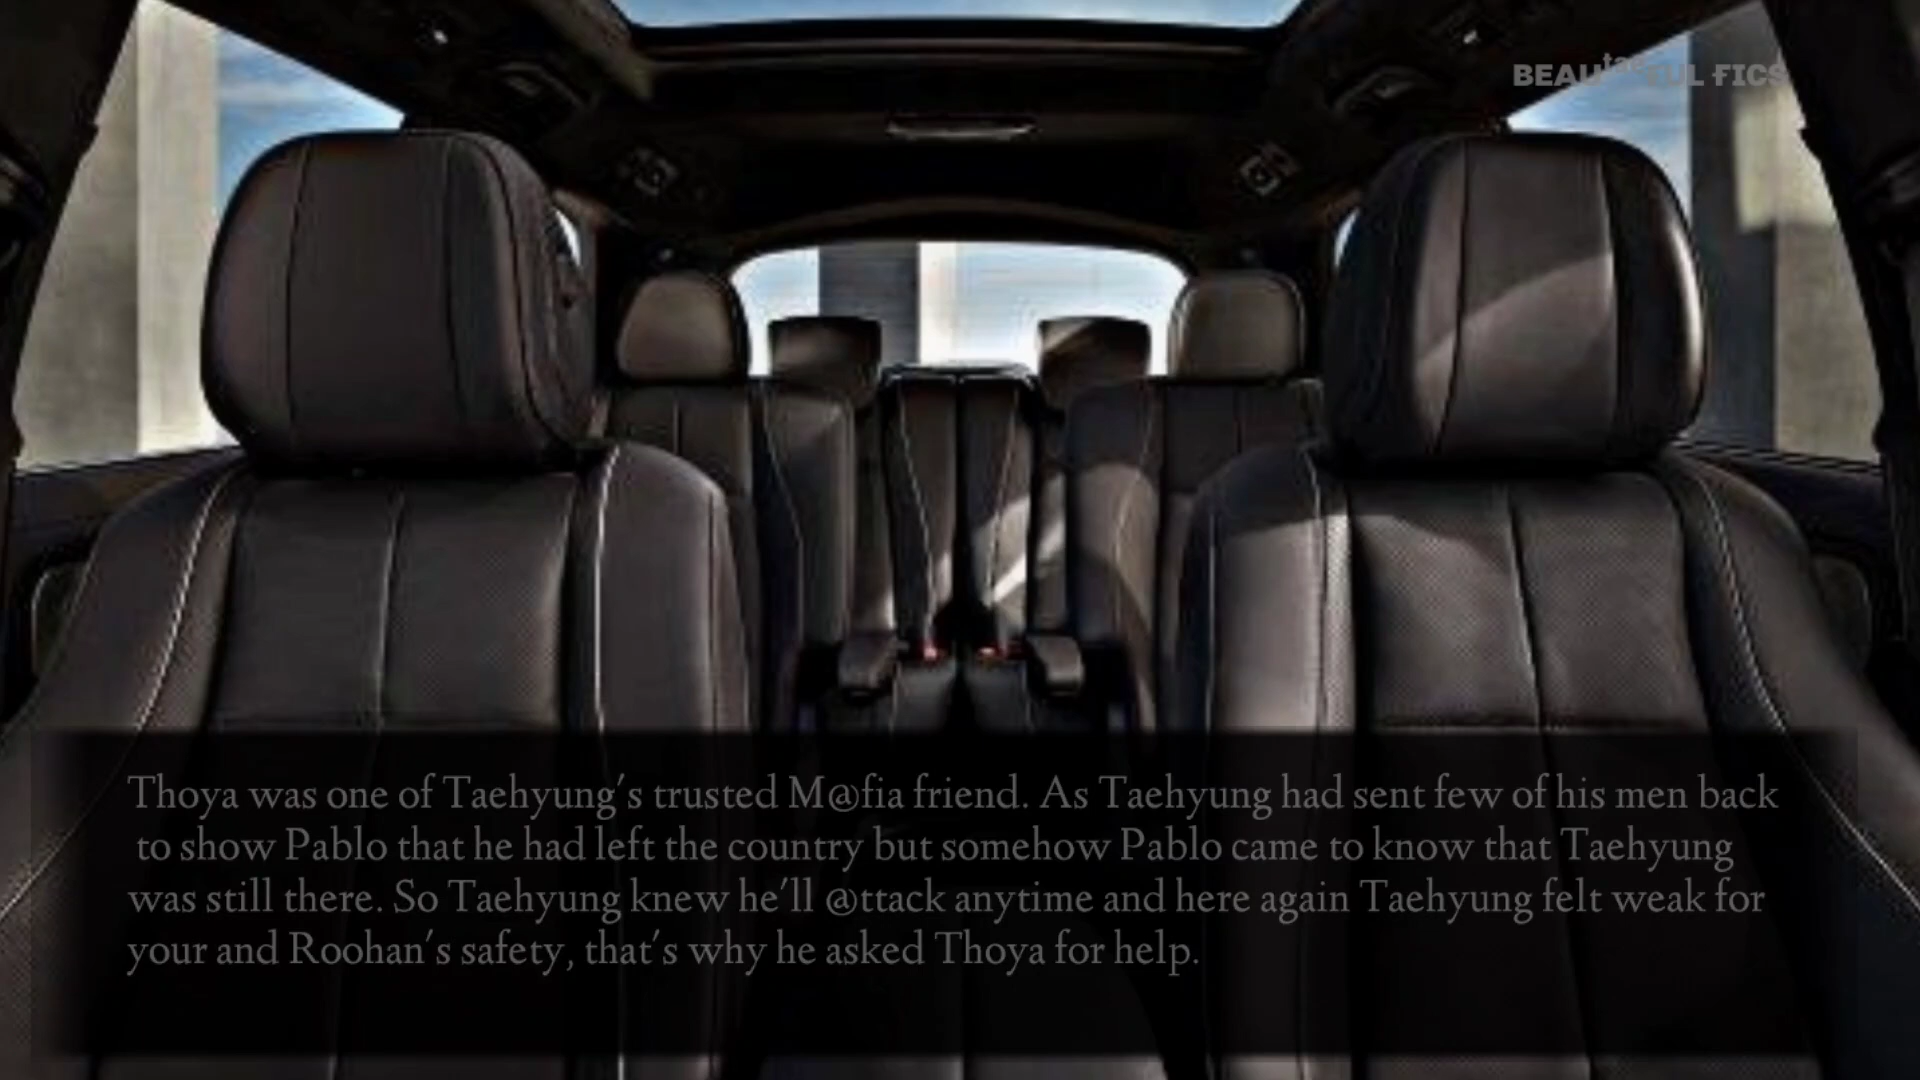 BEAUtaeFUL FICS
Thoya was one of Taehyung's trusted M@fia friend. As Taehyung had sent few of his men back
to show Pablo that he had left the country but somehow Pablo came to know that Taehyung
was still there. So Taehyung knew he'll @ttack anytime and here again Taehyung felt weak for
your and Roohan's safety, that's why he asked Thoya for help.